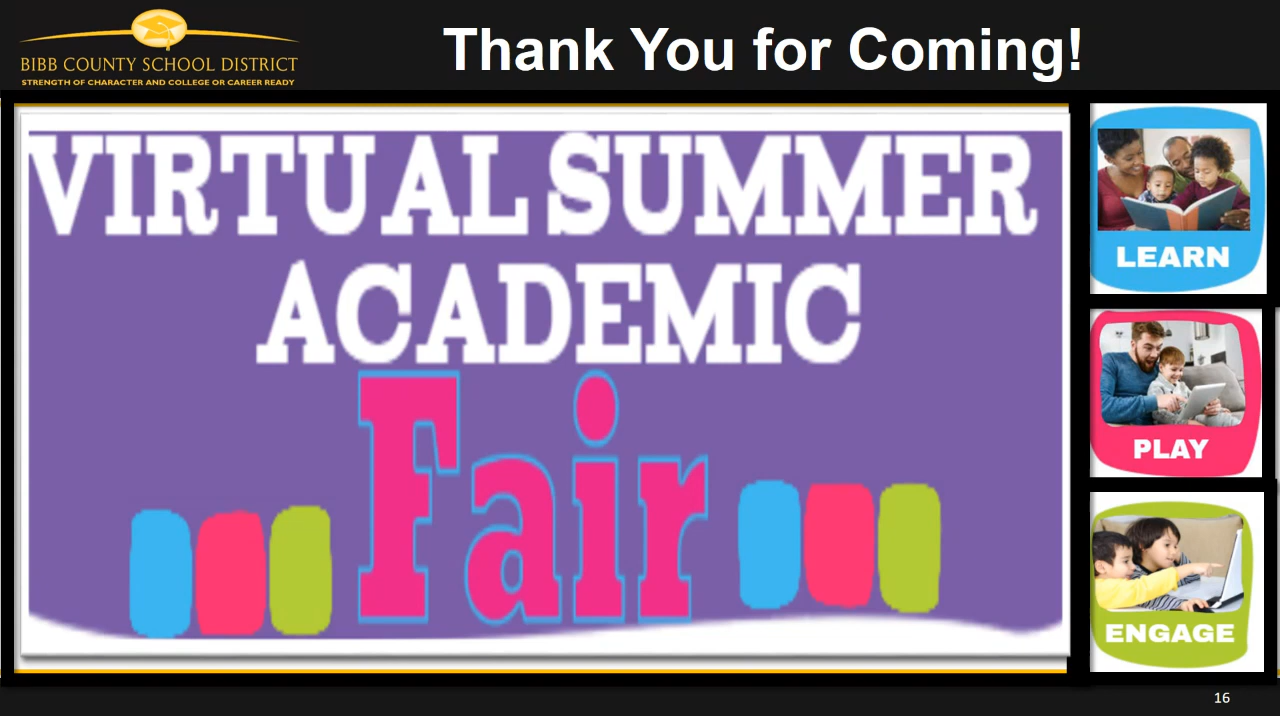 BIBB COUNTY SCHOOL DISTRICT
STRENGTH OF CHARACTER AND COLLEGE OR CAREER READY
Thank You for Coming!
VIRTUAL SUMMER
ACADEMIC
Fair
LEARN
PLAY
ENGAGE
16